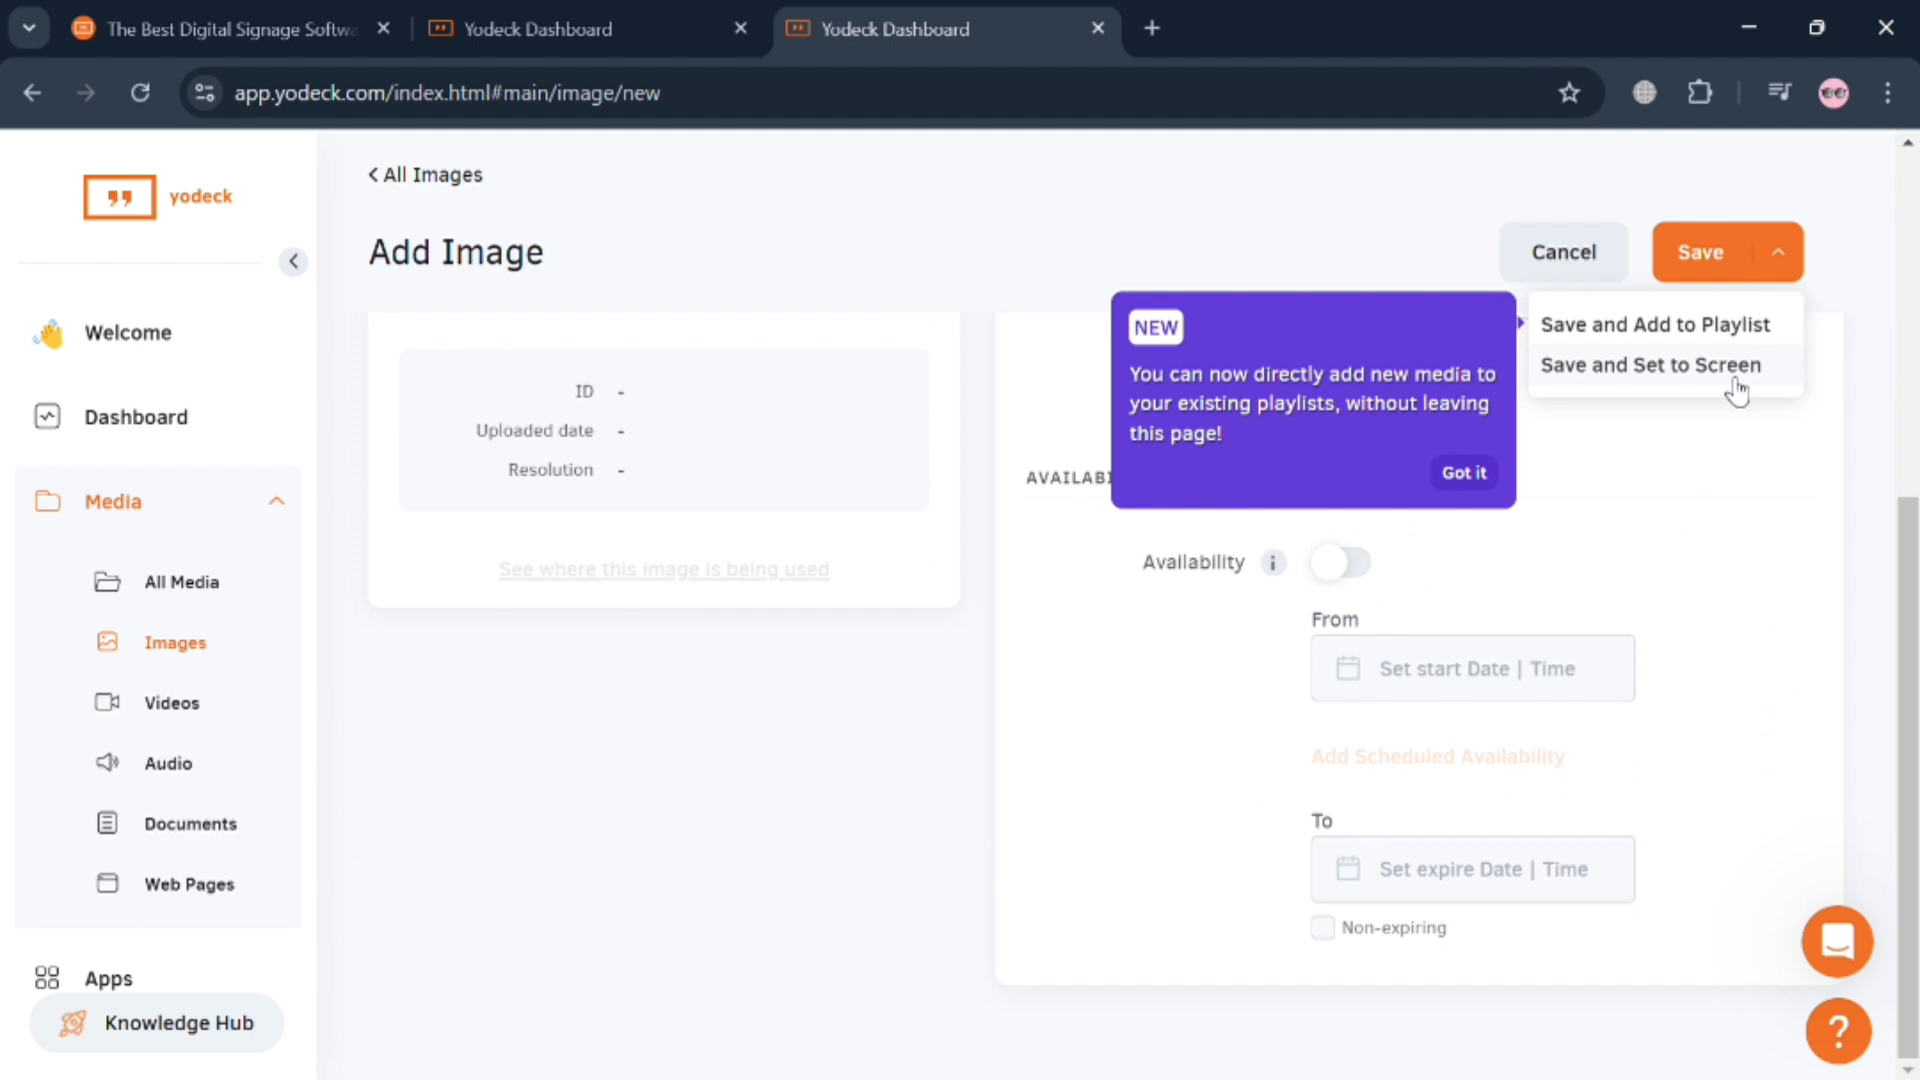 The Best Digital Signage Softwa
Yodeck Dashboard
Yodeck Dashboard
app.yodeck.com/index.html#main/image/new
yodeck
All Images
Add Image
Cancel
Save
Save and Add to Playlist
Save and Set to Screen
NEW
You can now directly add new media to
your existing playlists, without leaving
this page!
Got it
Welcome
Dashboard
Media
All Media
Images
Videos
Audio
Documents
Web Pages
Apps
Knowledge Hub
ID -
Uploaded date -
Resolution -
See where this image is being used
AVAILABI
Availability
From
Set start Date | Time
Add Scheduled Availability
To
Set expire Date | Time
Non-expiring
?